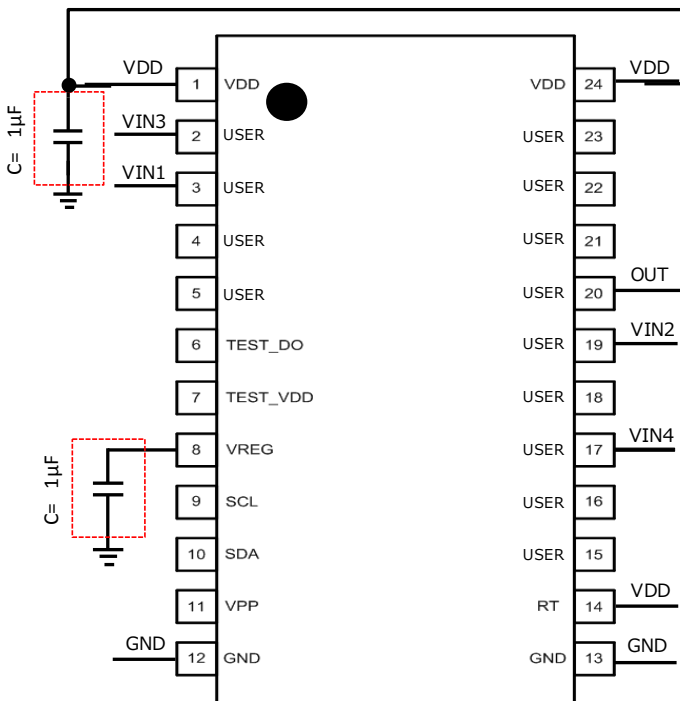 VDD 1 VDD VDD 24 VDD
C= 1µF
VIN3 2 USER USER 23
VIN1 3 USER USER 22
4 USER USER 21
5 USER USER 20 OUT
6 TEST_DO USER 19 VIN2
7 TEST_VDD USER 18
8 VREG USER 17 VIN4
C= 1µF
9 SCL USER 16
10 SDA USER 15
11 VPP RT 14 VDD
GND 12 GND GND 13 GND